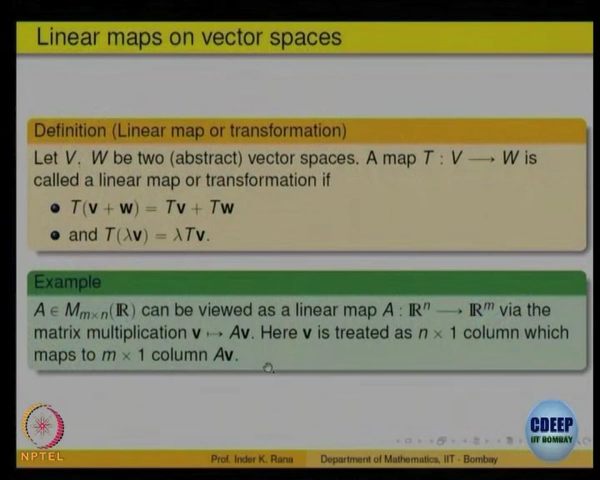 Linear maps on vector spaces
Definition (Linear map or transformation)
Let V, W be two (abstract) vector spaces. A map T : V ⟶ W is
called a linear map or transformation if
• T(v + w) = Tv + Tw
• and T(λv) = λTv.
Example
A ∈ Mm×n(ℝ) can be viewed as a linear map A : ℝⁿ ⟶ ℝᵐ via the
matrix multiplication v ↦ Av. Here v is treated as n × 1 column which
maps to m × 1 column Av.
NPTEL
CDEEP
IIT BOMBAY
Prof. Inder K. Rana Department of Mathematics, IIT - Bombay